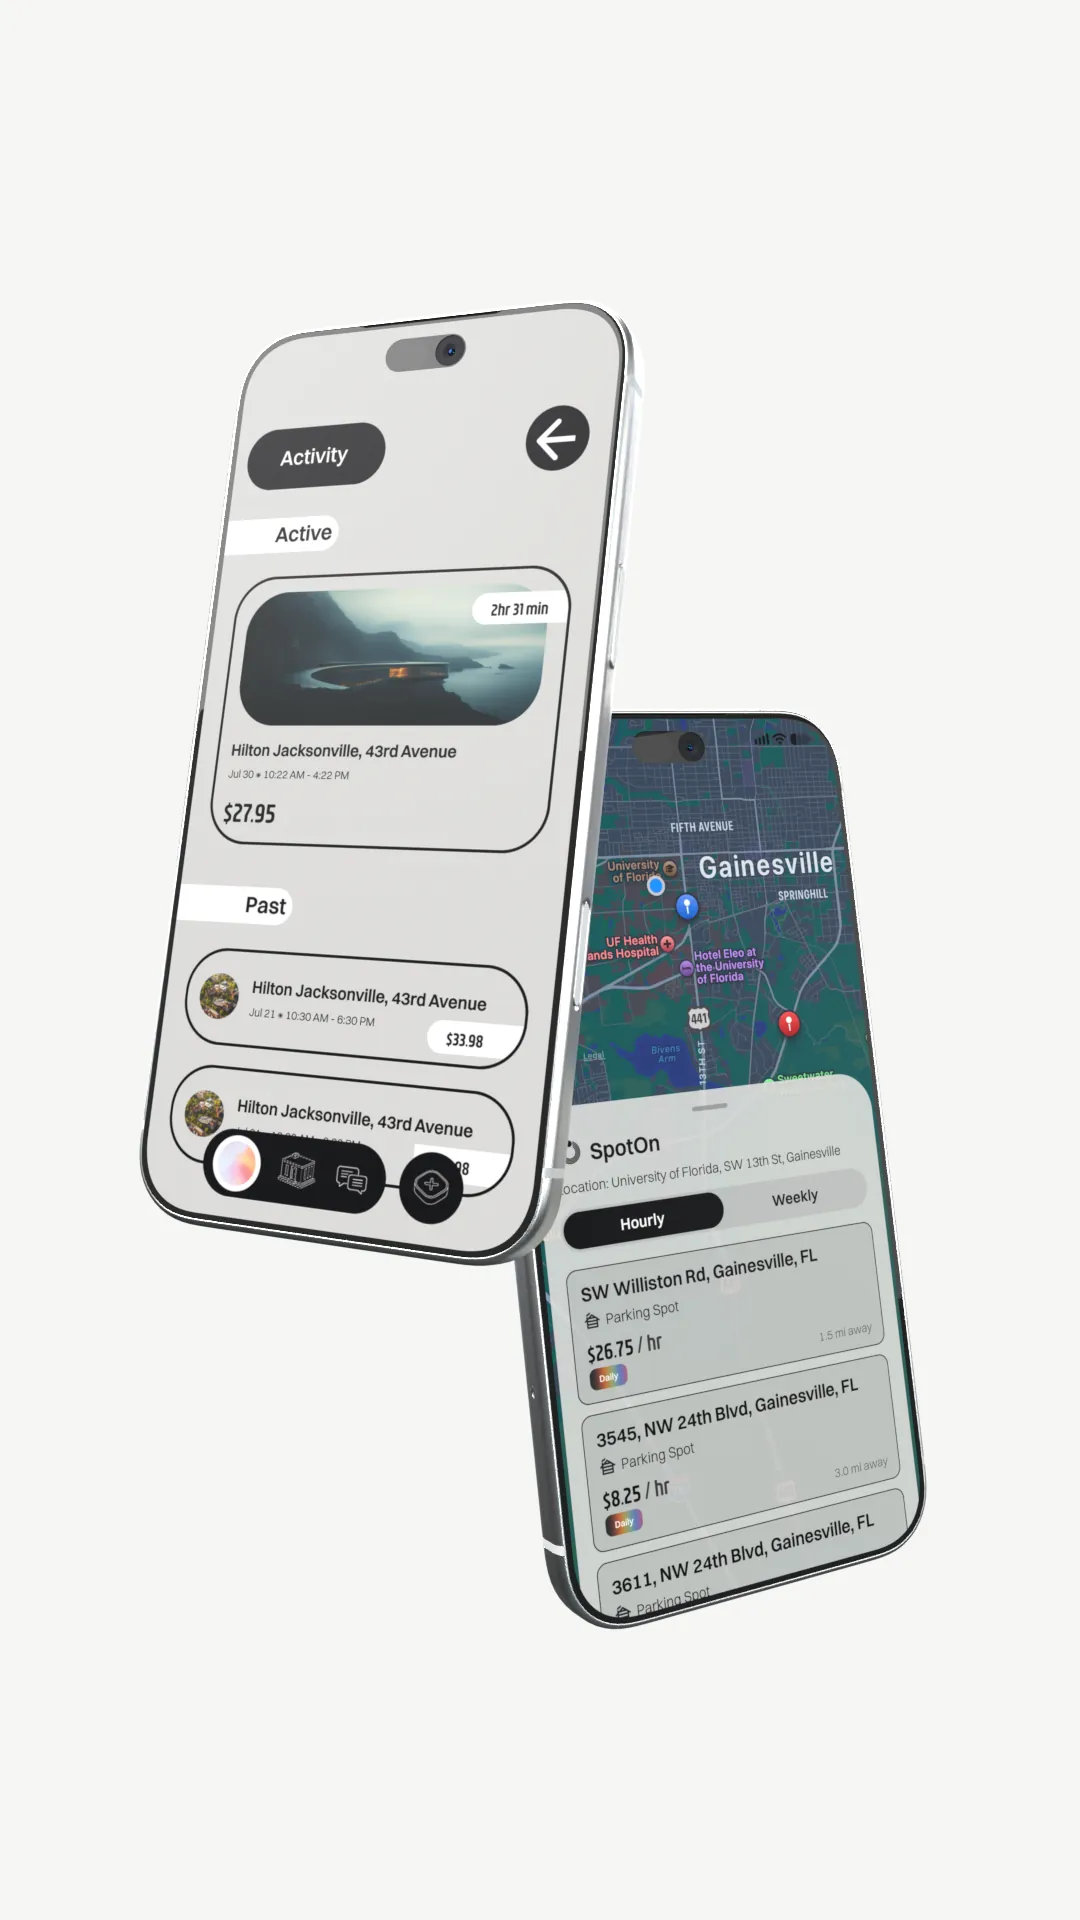 Activity
Active
2hr 31 min
Hilton Jacksonville, 43rd Avenue
Jul 30 • 10:22 AM - 4:22 PM
$27.95
Past
Hilton Jacksonville, 43rd Avenue
Jul 21 • 10:30 AM - 6:30 PM
$33.98
Hilton Jacksonville, 43rd Avenue
98
FIFTH AVENUE
University
of Florida
Gainesville
SPRINGHILL
UF Health
ands Hospital
Hotel Eleo at
the University
of Florida
441
13TH ST
Bivens
Arm
Legal
Sweetwater
SpotOn
ocation: University of Florida, SW 13th St, Gainesville
Hourly
Weekly
SW Williston Rd, Gainesville, FL
Parking Spot
$26.75 / hr
1.5 mi away
Daily
3545, NW 24th Blvd, Gainesville, FL
Parking Spot
$8.25 / hr
3.0 mi away
Daily
3611, NW 24th Blvd, Gainesville, FL
Parking Spot